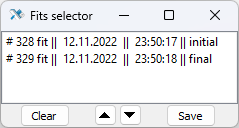 Fits selector
# 328 fit || 12.11.2022 || 23:50:17 || initial
# 329 fit || 12.11.2022 || 23:50:18 || final
Clear ▲ ▼ Save